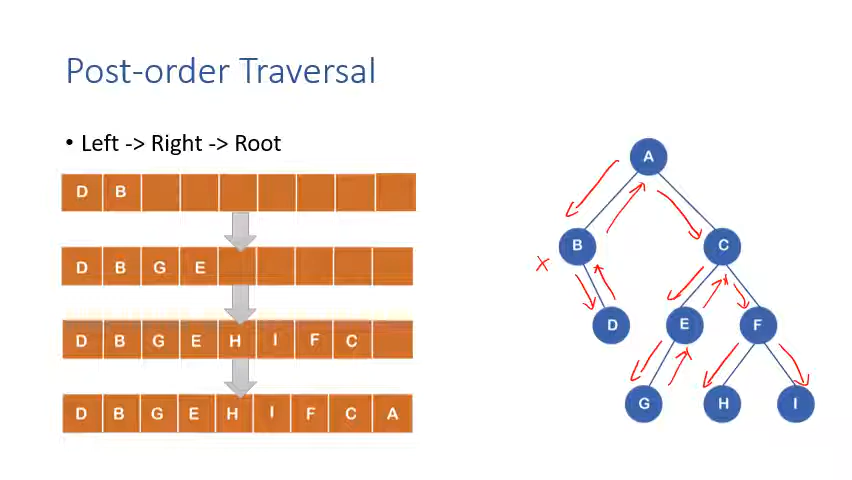 Post-order Traversal
• Left -> Right -> Root
D B
D B G E
D B G E H I F C
D B G E H I F C A
A
B C
X
D E F
G H I